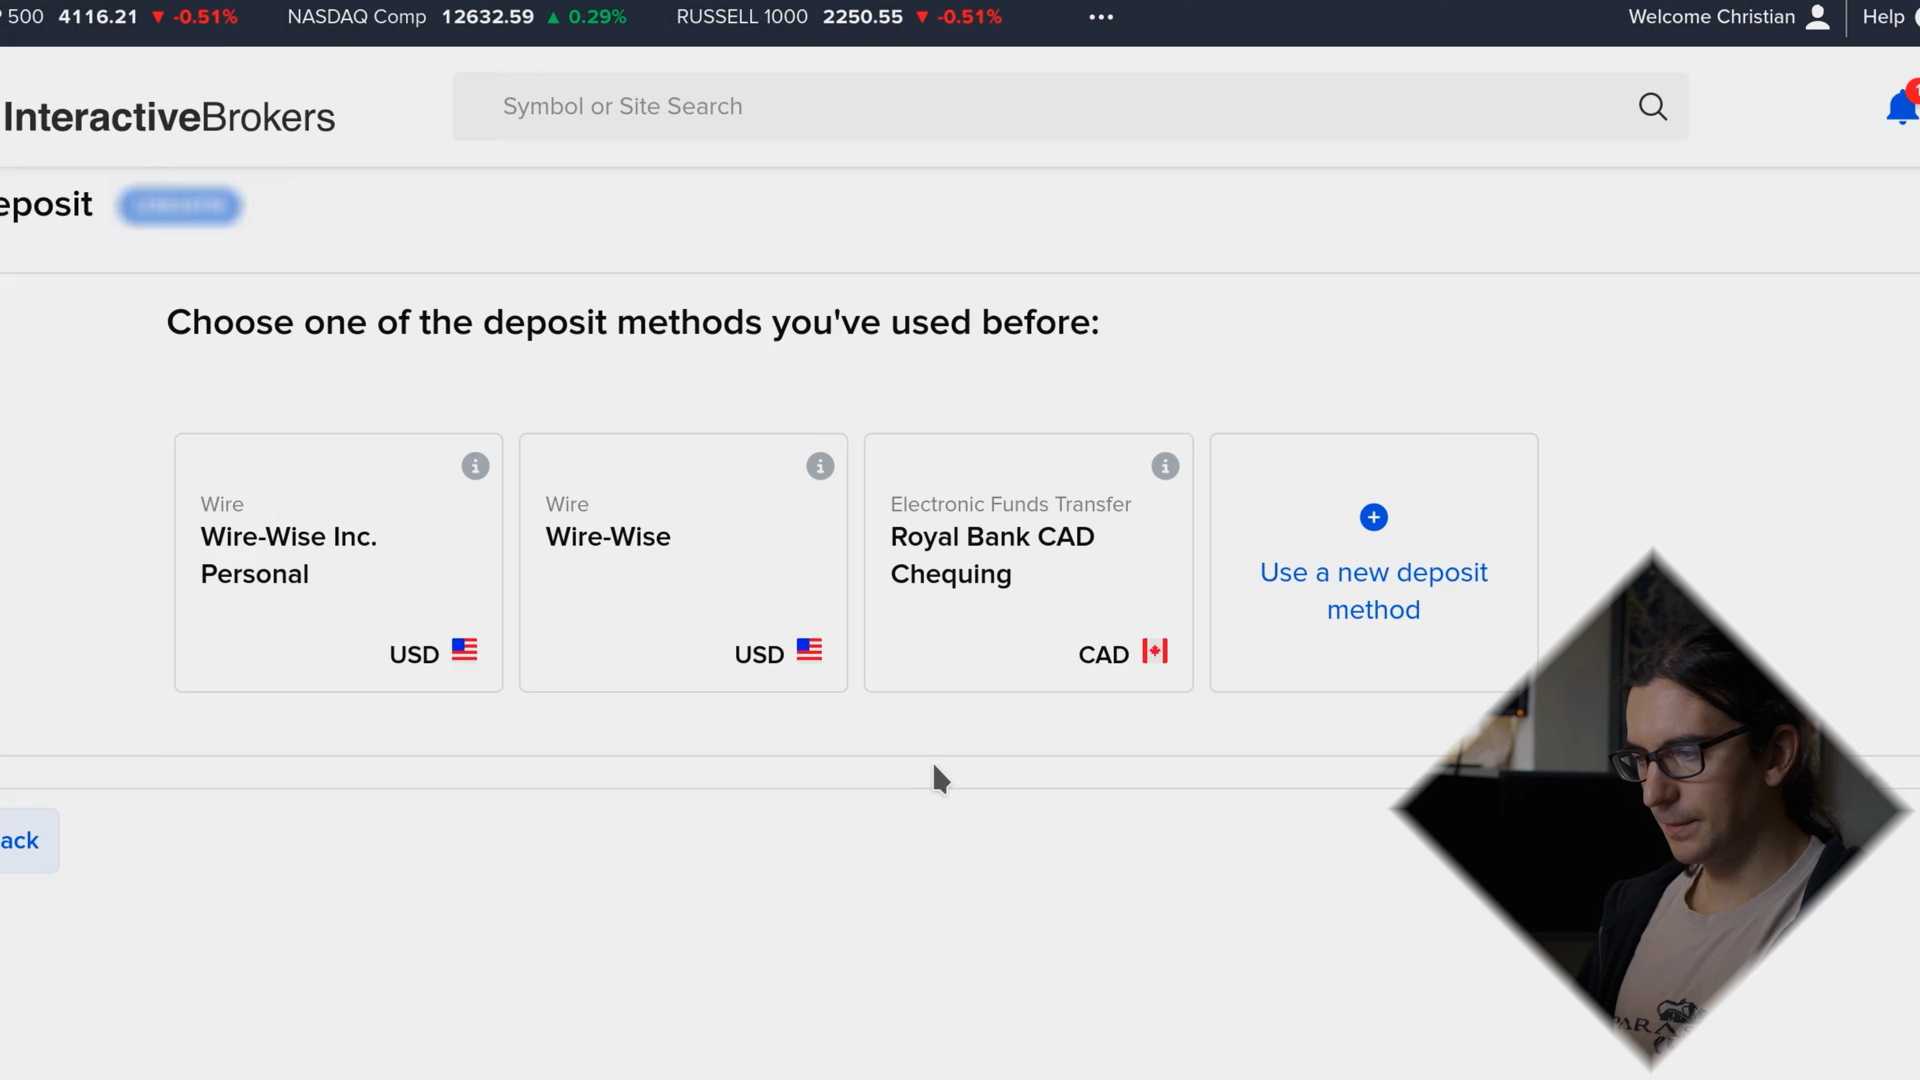 500 4116.21 ▼ -0.51% NASDAQ Comp 12632.59 ▲ 0.29% RUSSELL 1000 2250.55 ▼ -0.51% ••• Welcome Christian Help
InteractiveBrokers
Symbol or Site Search
eposit
Choose one of the deposit methods you've used before:
Wire
Wire-Wise Inc.
Personal
USD
Wire
Wire-Wise
USD
Electronic Funds Transfer
Royal Bank CAD
Chequing
CAD
Use a new deposit
method
ack